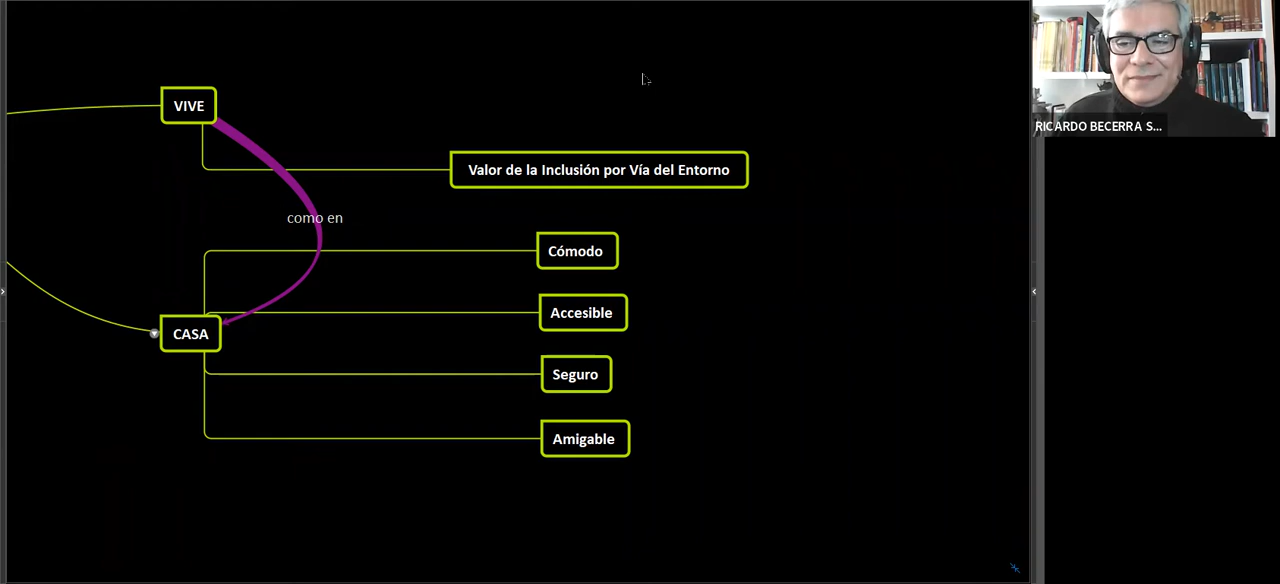 VIVE
Valor de la Inclusión por Vía del Entorno
como en
Cómodo
Accesible
CASA
Seguro
Amigable
RICARDO BECERRA S...